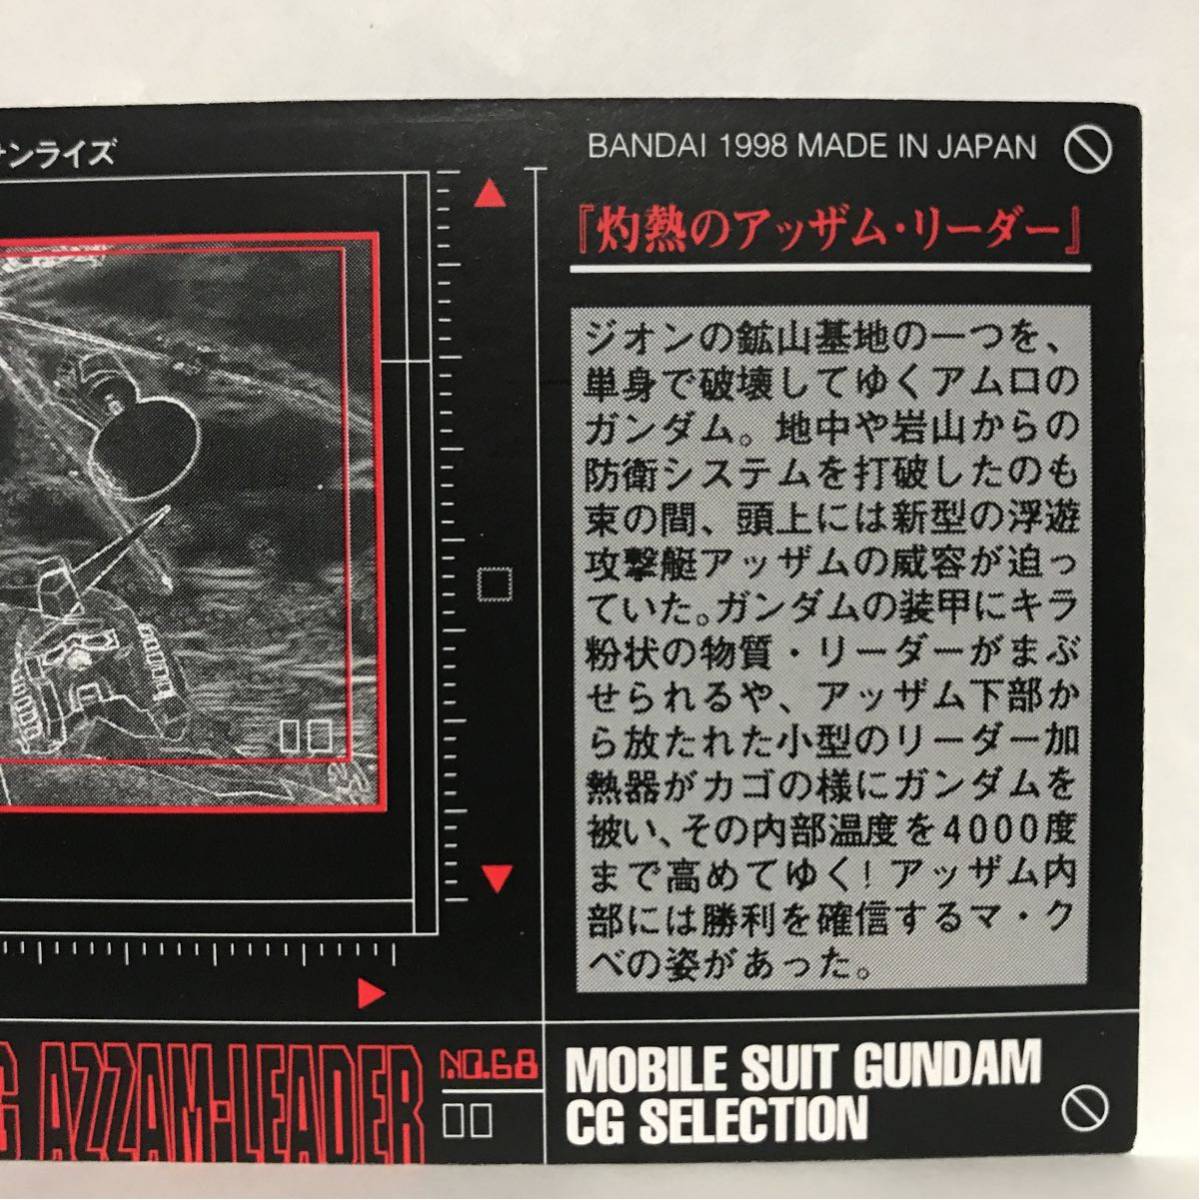 サンライズ
BANDAI 1998 MADE IN JAPAN
『灼熱のアッザム・リーダー』
ジオンの鉱山基地の一つを、
単身で破壊してゆくアムロの
ガンダム。地中や岩山からの
防衛システムを打破したのも
束の間、頭上には新型の浮遊
攻撃艇アッザムの威容が迫っ
ていた。ガンダムの装甲にキラ
粉状の物質・リーダーがまぶ
せられるや、アッザム下部か
ら放たれた小型のリーダー加
熱器がカゴの様にガンダムを
被い、その内部温度を4000度
まで高めてゆく!アッザム内
部には勝利を確信するマ・ク
ベの姿があった。
G AZZAM・LEADER
NO.68
MOBILE SUIT GUNDAM
CG SELECTION